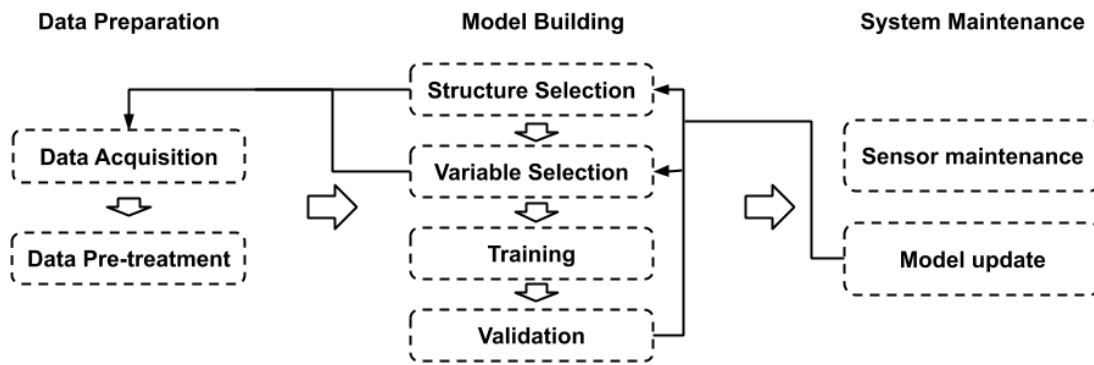 Data Preparation
Model Building
System Maintenance
Structure Selection
Data Acquisition
Variable Selection
Sensor maintenance
Data Pre-treatment
Training
Model update
Validation